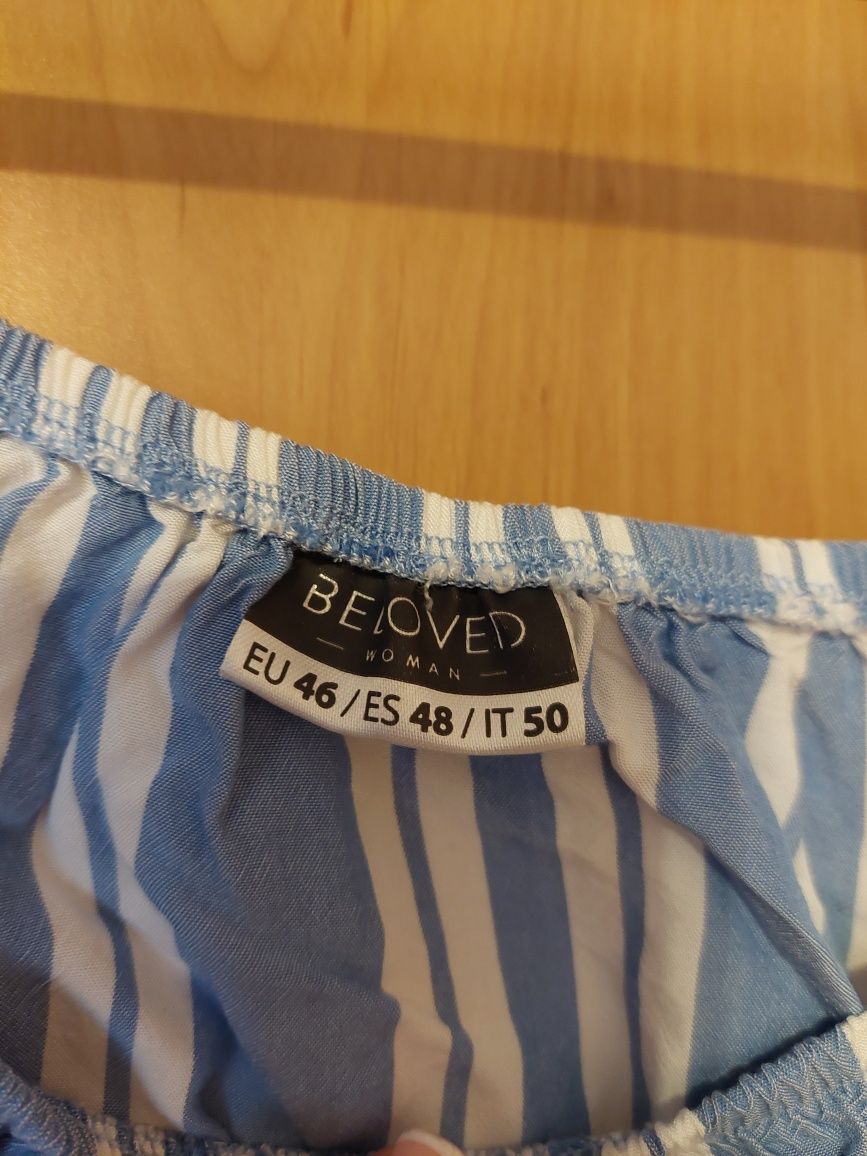 BELOVED
— WOMAN —
EU 46 / ES 48 / IT 50